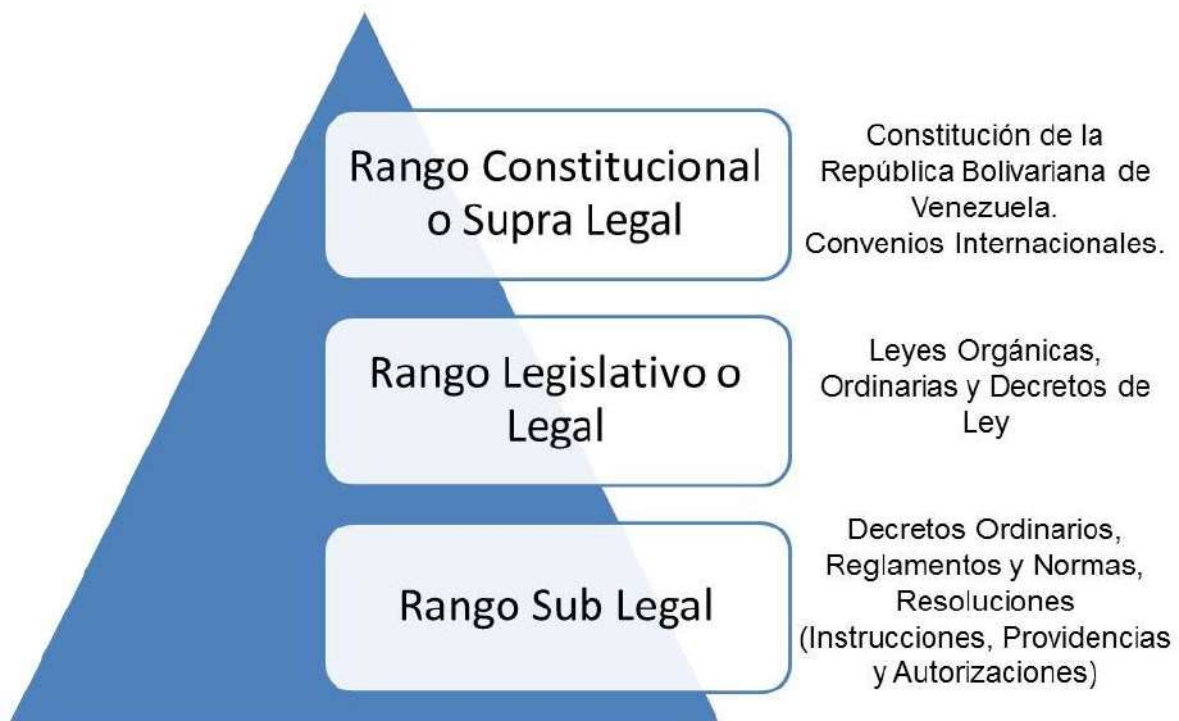 Rango Constitucional
o Supra Legal
Constitución de la
República Bolivariana de
Venezuela.
Convenios Internacionales.
Rango Legislativo o
Legal
Leyes Orgánicas,
Ordinarias y Decretos de
Ley
Rango Sub Legal
Decretos Ordinarios,
Reglamentos y Normas,
Resoluciones
(Instrucciones, Providencias
y Autorizaciones)